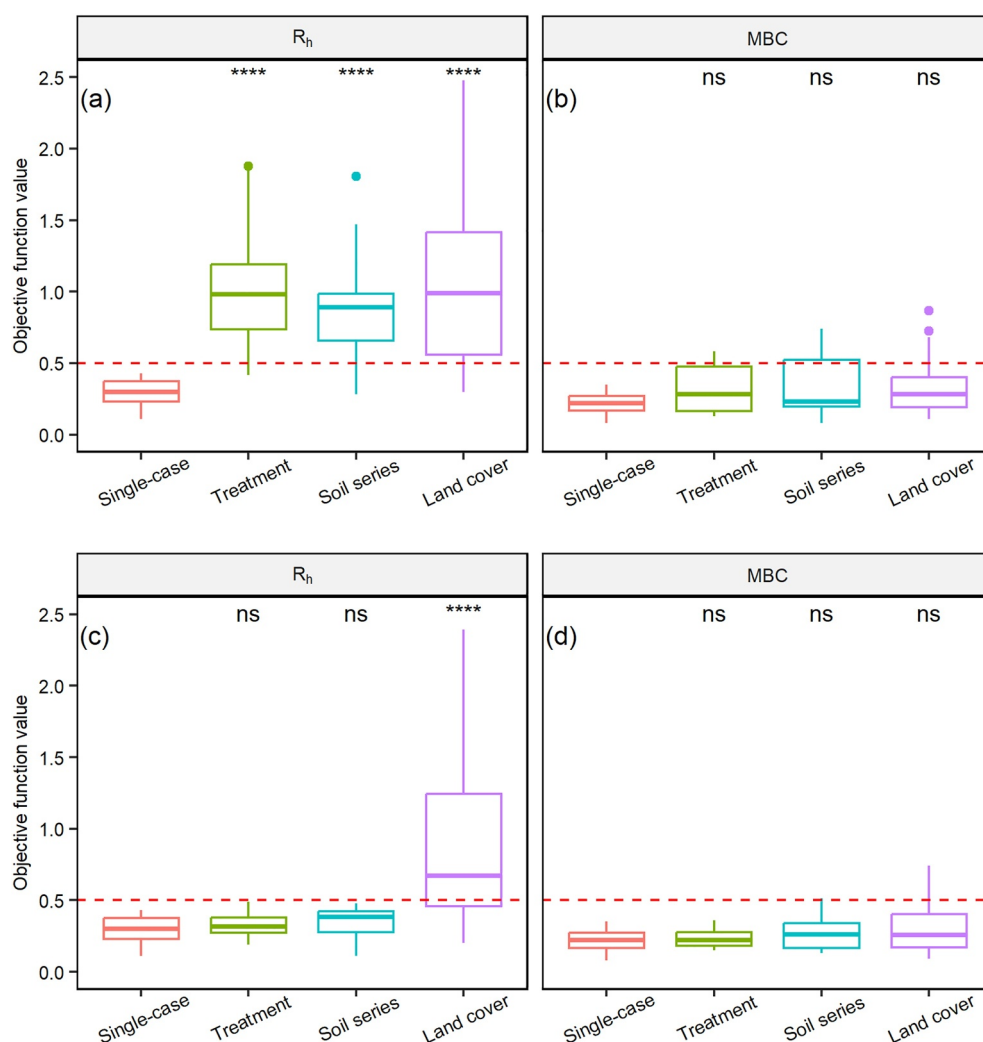 Rh
MBC
(a)
**** **** ****
(b)
ns ns ns
Objective function value
2.5
2.0
1.5
1.0
0.5
0.0
Single-case Treatment Soil series Land cover
Single-case Treatment Soil series Land cover
Rh
MBC
(c)
ns ns ****
(d)
ns ns ns
Objective function value
2.5
2.0
1.5
1.0
0.5
0.0
Single-case Treatment Soil series Land cover
Single-case Treatment Soil series Land cover